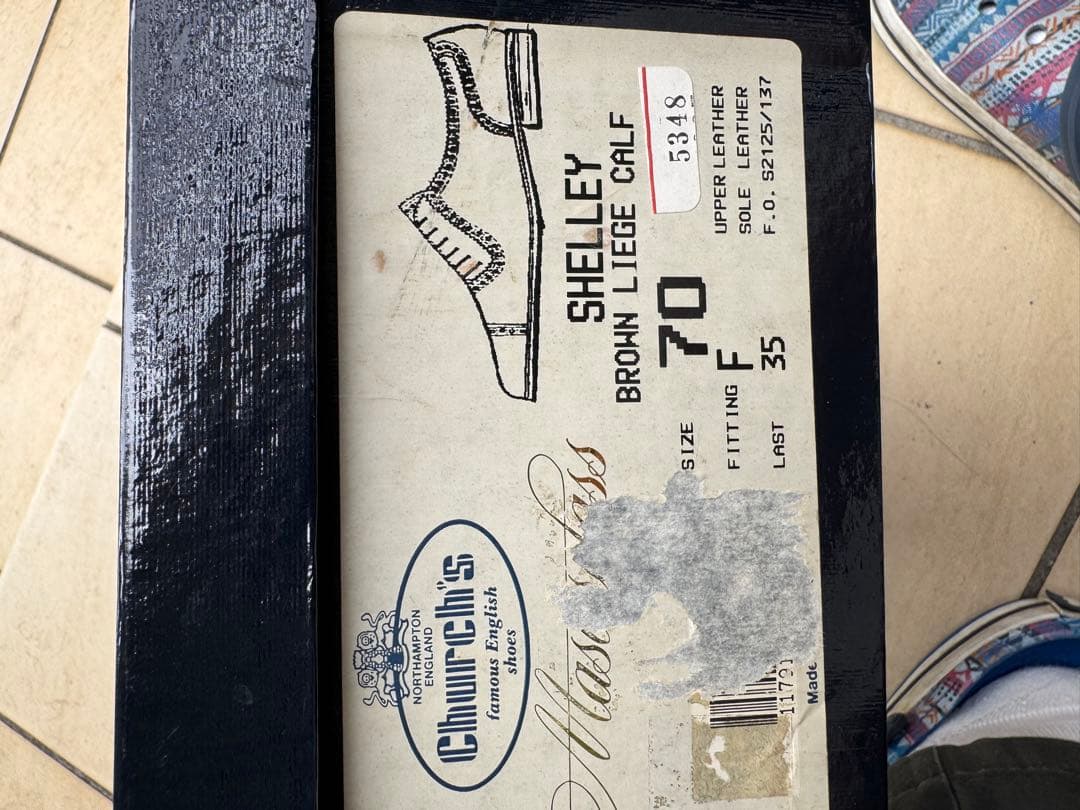 NORTHAMPTON
ENGLAND
Church's
famous English
shoes
SHELLEY
BROWN LIEGE CALF
5348
SIZE 70
FITTING F
LAST 35
UPPER LEATHER
SOLE LEATHER
F.O. S2125/137
Made